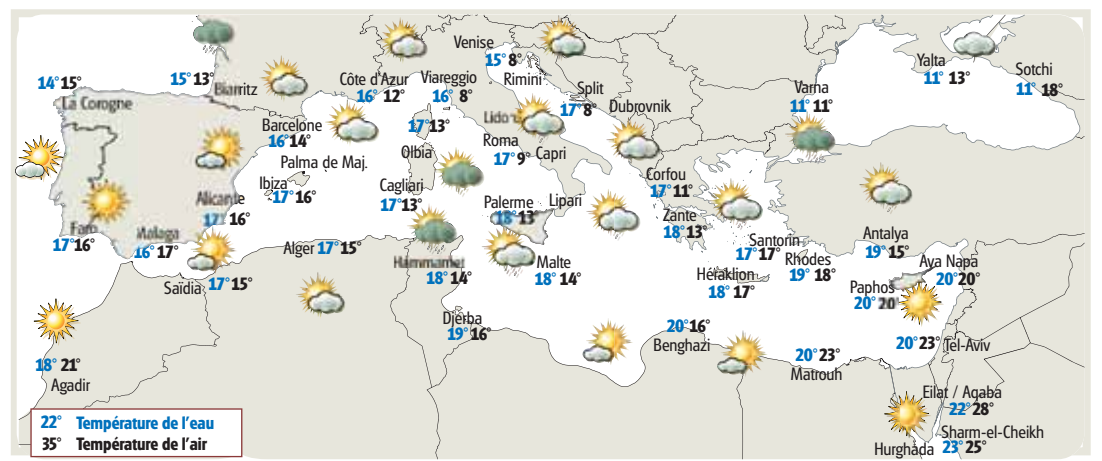 Venise
15° 8°
Rimini
Yalta
11° 13°
Sotchi
11° 18°
14° 15°
La Corogne
15° 13°
Biarritz
Côte d'Azur
16° 12°
Viareggio
16° 8°
Split
17° 8°
Dubrovnik
Varna
11° 11°
Lido
Barcelone
16° 14°
17° 13°
Olbia
Roma
17° 9°
Capri
Palma de Maj.
Ibiza
17° 16°
Cagliari
17° 13°
Corfou
17° 11°
Alicante
17° 16°
Palerme
18° 13°
Lipari
Zante
18° 13°
Faro
17° 16°
Malaga
16° 17°
Alger 17° 15°
Santorin
17° 17°
Antalya
19° 15°
Rhodes
19° 18°
Hammamet
18° 14°
Malte
18° 14°
Héraklion
18° 17°
Aya Napa
20° 20°
Paphos
20° 20°
Saïdia
17° 15°
Djerba
19° 16°
20° 16°
Benghazi
20° 23°
Tel-Aviv
20° 23°
Matrouh
18° 21°
Agadir
Eilat / Aqaba
22° 28°
Sharm-el-Cheikh
23° 25°
Hurghada
22° Température de l'eau
35° Température de l'air